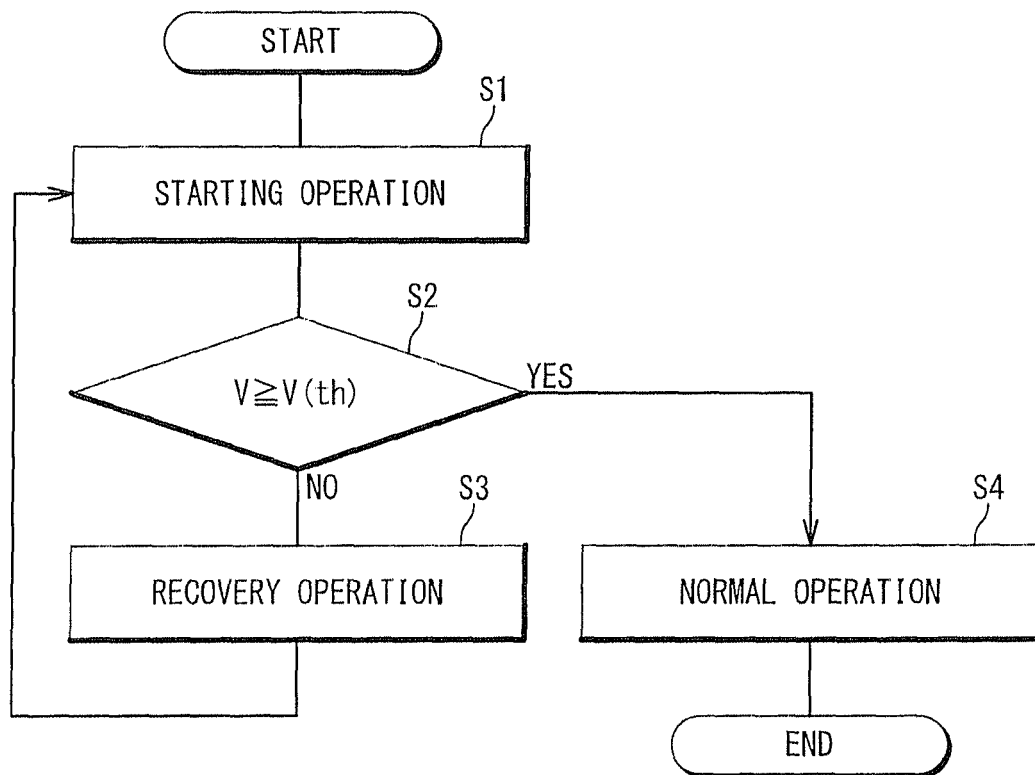 START
S1
STARTING OPERATION
S2
V≧V(th)
YES
NO
S3
RECOVERY OPERATION
S4
NORMAL OPERATION
END